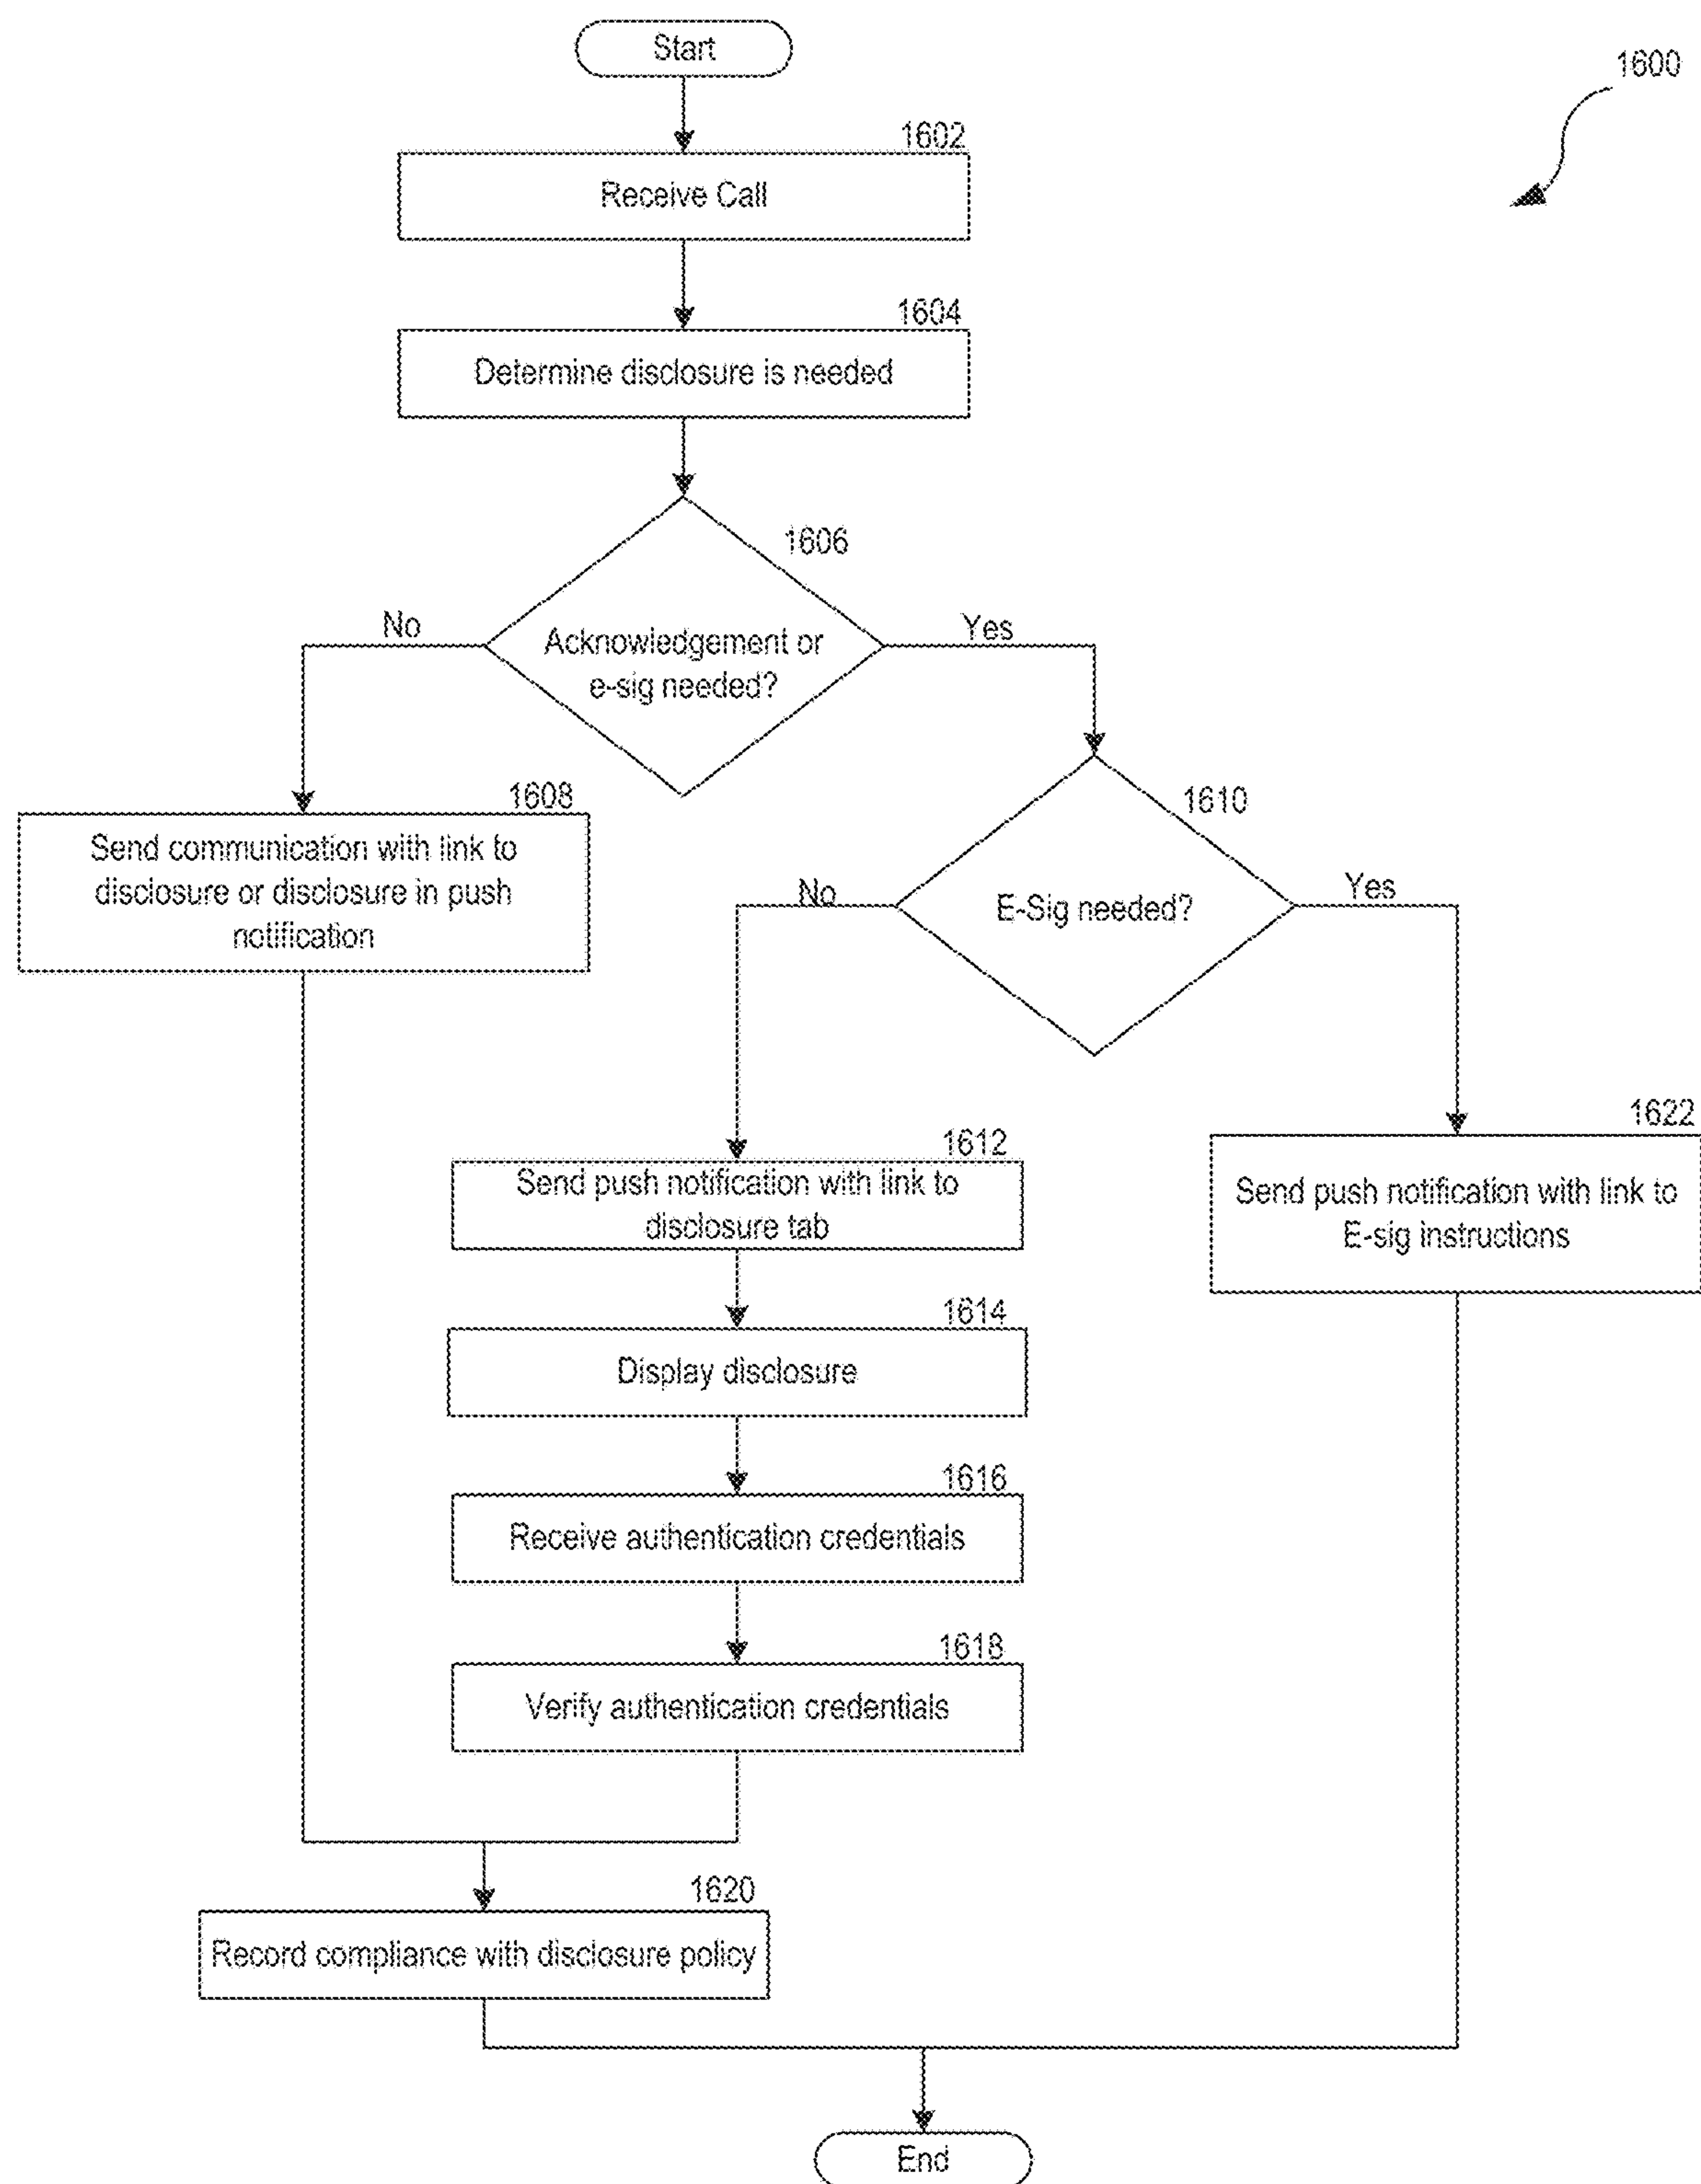 Start
1600
1602
Receive Call
1604
Determine disclosure is needed
1606
No
Yes
Acknowledgement or
e-sig needed?
1608
1610
Send communication with link to
disclosure or disclosure in push
notification
No
Yes
E-Sig needed?
1612
1622
Send push notification with link to
disclosure tab
Send push notification with link to
E-sig instructions
1614
Display disclosure
1616
Receive authentication credentials
1618
Verify authentication credentials
1620
Record compliance with disclosure policy
End